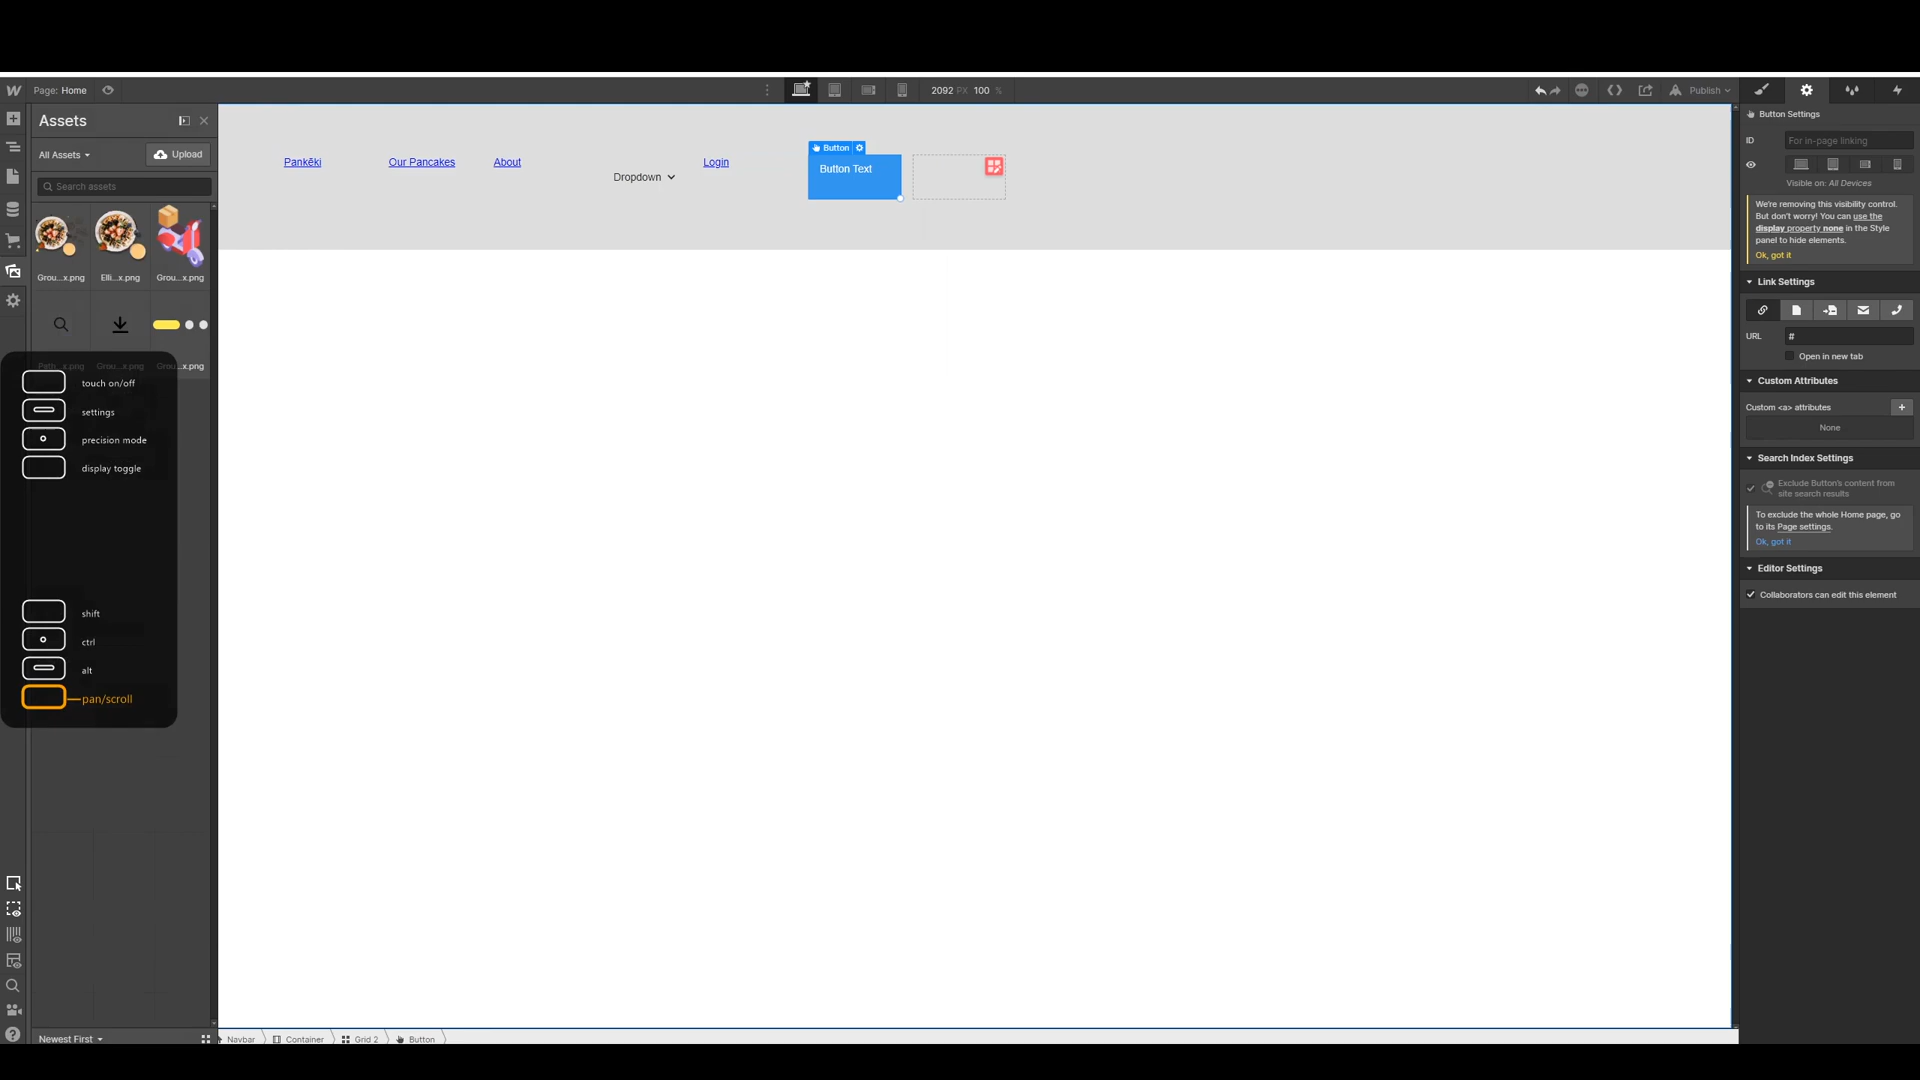 Page: Home
2092 PX 100 %
Publish
Assets
All Assets
Upload
Search assets
Grou...x.png
Elli...x.png
Grou...x.png
Path...x.png
Grou...x.png
Grou...x.png
touch on/off
settings
precision mode
display toggle
shift
ctrl
alt
pan/scroll
Newest First
Pankēki
Our Pancakes
About
Dropdown
Login
Button
Button Text
Navbar
Container
Grid 2
Button
Button Settings
ID
For in-page linking
Visible on: All Devices
We're removing this visibility control.
But don't worry! You can use the
display property none in the Style
panel to hide elements.
Ok, got it
Link Settings
URL
#
Open in new tab
Custom Attributes
Custom <a> attributes
None
Search Index Settings
Exclude Button's content from
site search results
To exclude the whole Home page, go
to its Page settings.
Ok, got it
Editor Settings
Collaborators can edit this element